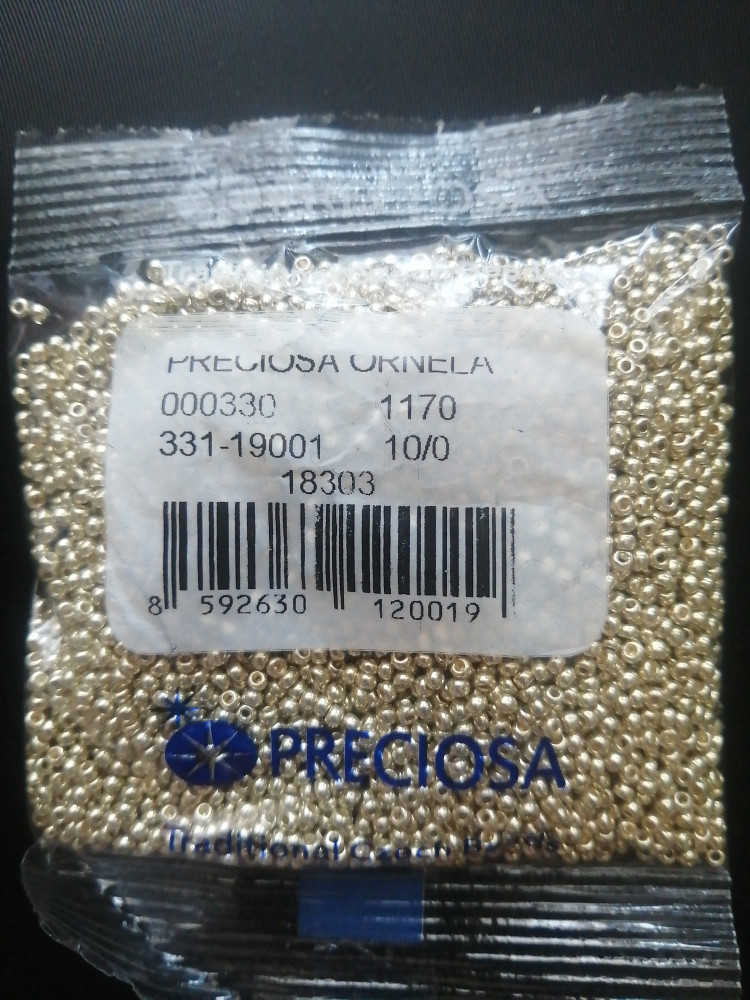 PRECIOSA ORNELA
000330 1170
331-19001 10/0
18303
8 592630 120019
PRECIOSA
Traditional Czech Beads